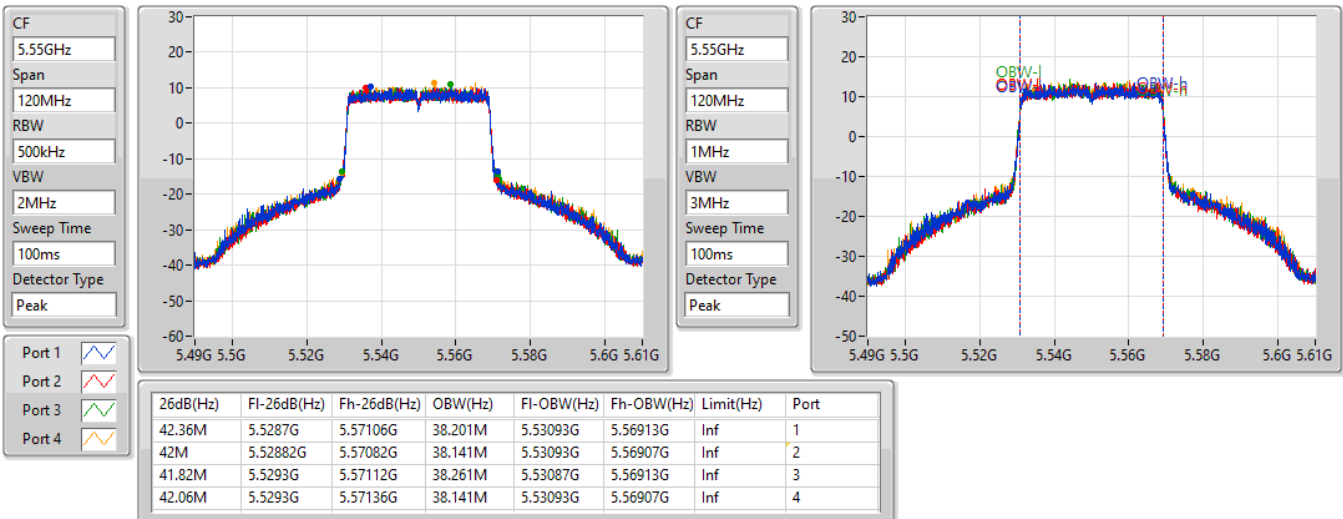 CF
5.55GHz
Span
120MHz
RBW
500kHz
VBW
2MHz
Sweep Time
100ms
Detector Type
Peak
30
20
10
0
-10
-20
-30
-40
-50
-60
5.49G 5.5G 5.52G 5.54G 5.56G 5.58G 5.6G 5.61G
CF
5.55GHz
Span
120MHz
RBW
1MHz
VBW
3MHz
Sweep Time
100ms
Detector Type
Peak
30
20
10
0
-10
-20
-30
-40
-50
OBW-l
OBW-h
5.49G 5.5G 5.52G 5.54G 5.56G 5.58G 5.6G 5.61G
Port 1
Port 2
Port 3
Port 4
26dB(Hz) Fl-26dB(Hz) Fh-26dB(Hz) OBW(Hz) Fl-OBW(Hz) Fh-OBW(Hz) Limit(Hz) Port
42.36M 5.5287G 5.57106G 38.201M 5.53093G 5.56913G Inf 1
42M 5.52882G 5.57082G 38.141M 5.53093G 5.56907G Inf 2
41.82M 5.5293G 5.57112G 38.261M 5.53087G 5.56913G Inf 3
42.06M 5.5293G 5.57136G 38.141M 5.53093G 5.56907G Inf 4